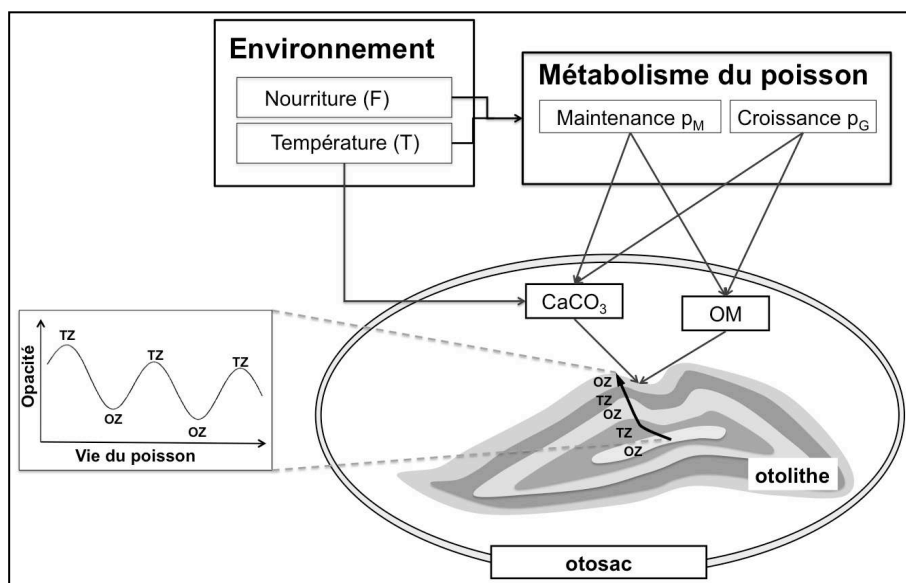 Environnement
Nourriture (F)
Température (T)
Métabolisme du poisson
Maintenance pM
Croissance pG
CaCO3
OM
Opacité
TZ
TZ
TZ
OZ
OZ
Vie du poisson
OZ
TZ
OZ
TZ
OZ
otolithe
otosac